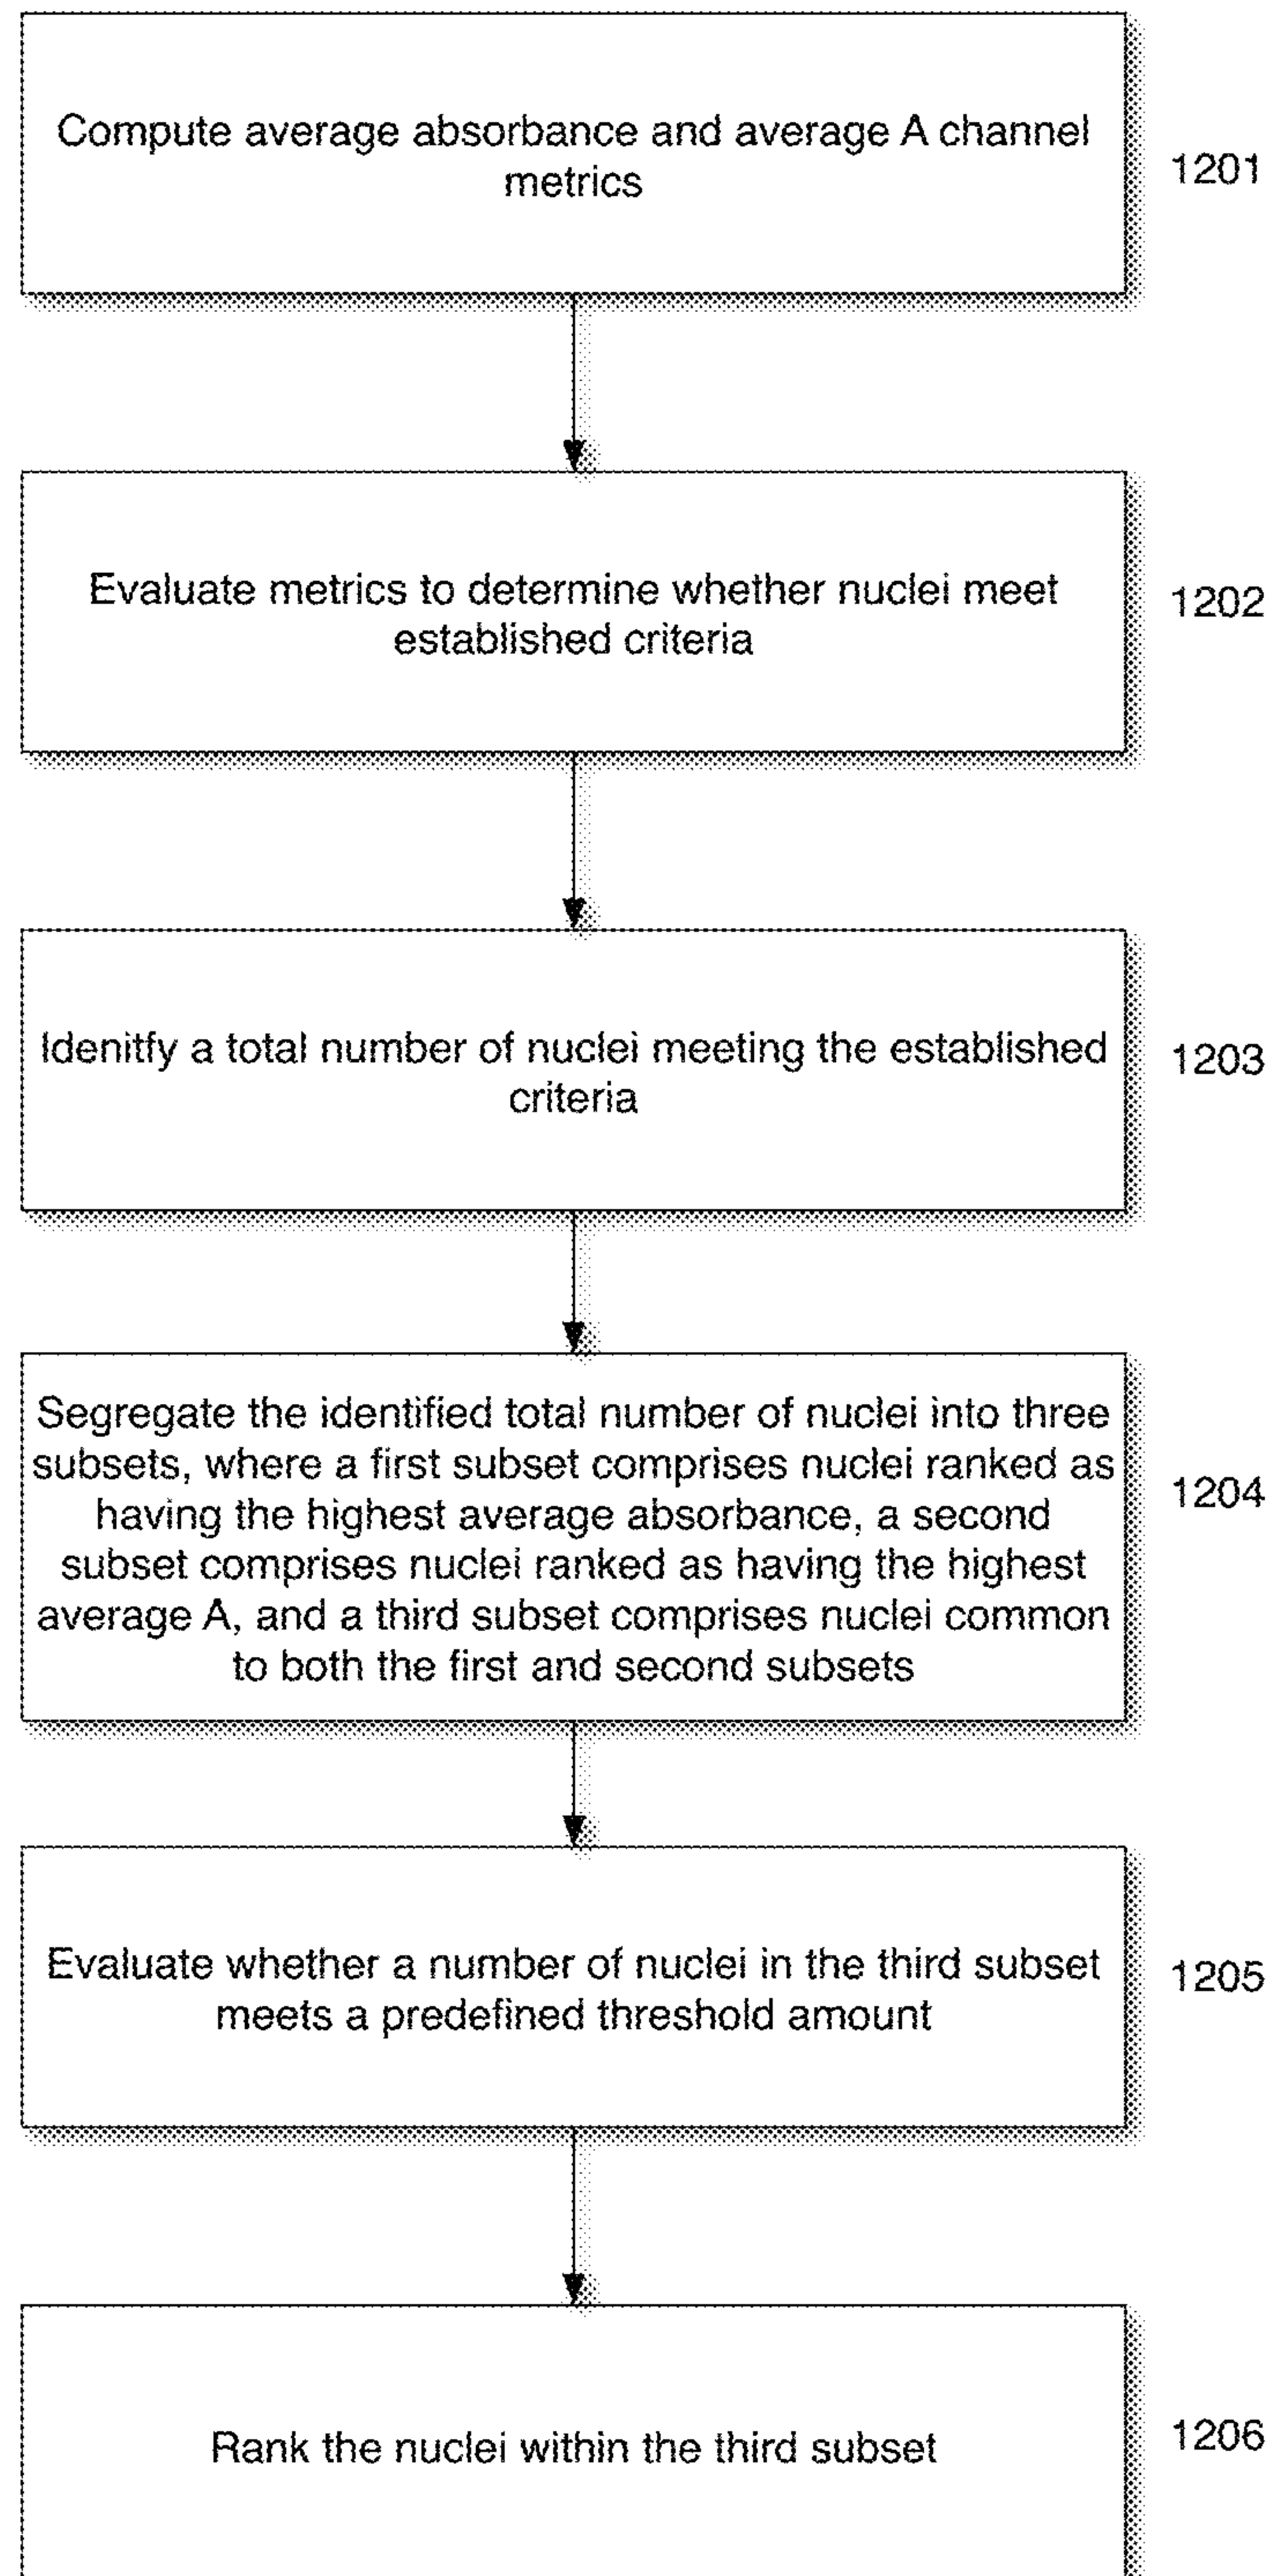 Compute average absorbance and average A channel
metrics
1201
Evaluate metrics to determine whether nuclei meet
established criteria
1202
Idenitfy a total number of nuclei meeting the established
criteria
1203
Segregate the identified total number of nuclei into three
subsets, where a first subset comprises nuclei ranked as
having the highest average absorbance, a second
subset comprises nuclei ranked as having the highest
average A, and a third subset comprises nuclei common
to both the first and second subsets
1204
Evaluate whether a number of nuclei in the third subset
meets a predefined threshold amount
1205
Rank the nuclei within the third subset
1206